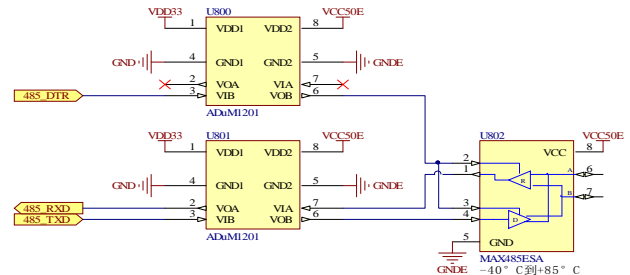 U800
VDD33
VCC50E
1
VDD1
VDD2
8
GND
4
GND1
GND2
5
GNDE
2
VOA
VIA
7
485_DTR
3
VIB
VOB
6
ADuM1201
U801
VDD33
VCC50E
1
VDD1
VDD2
8
GND
4
GND1
GND2
5
485_RXD
2
VOA
VIA
7
485_TXD
3
VIB
VOB
6
ADuM1201
U802
VCC50E
VCC
8
2
A
6
1
R
B
7
3
4
D
5
GND
GNDE
MAX485ESA
-40° C到+85° C